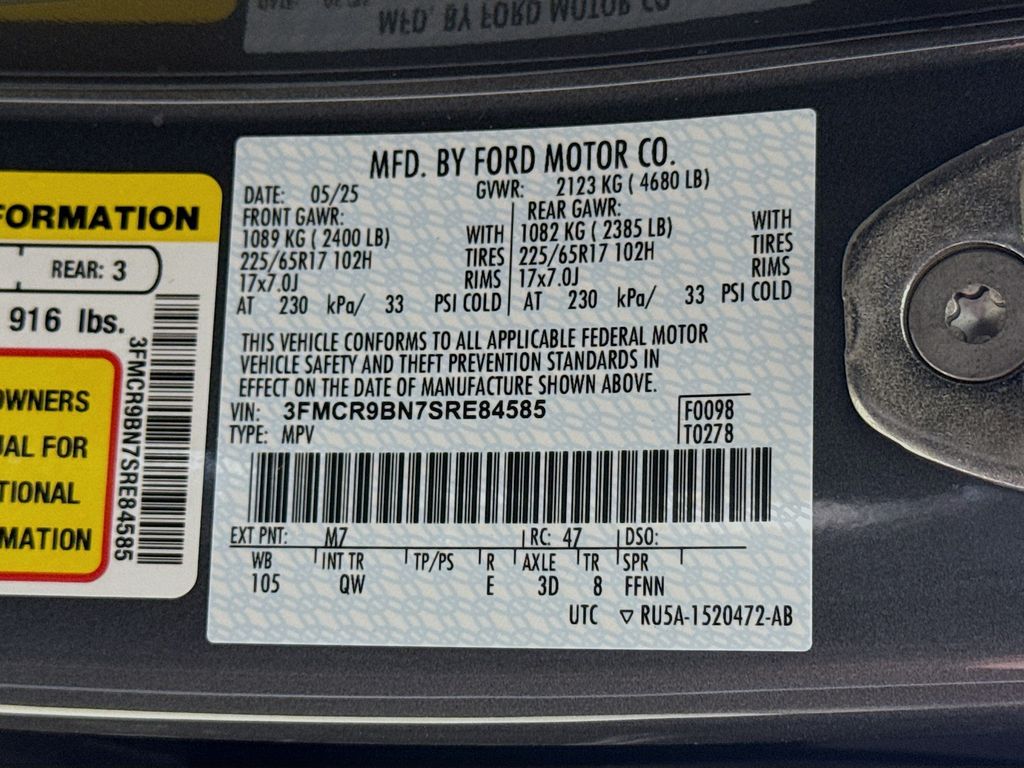 MFD. BY FORD MOTOR CO.
MFD. BY FORD MOTOR CO.
DATE: 05/25 GVWR: 2123 KG ( 4680 LB)
FRONT GAWR: REAR GAWR:
1089 KG ( 2400 LB) WITH 1082 KG ( 2385 LB) WITH
225/65R17 102H TIRES 225/65R17 102H TIRES
17x7.0J RIMS 17x7.0J RIMS
AT 230 kPa/ 33 PSI COLD AT 230 kPa/ 33 PSI COLD
THIS VEHICLE CONFORMS TO ALL APPLICABLE FEDERAL MOTOR
VEHICLE SAFETY AND THEFT PREVENTION STANDARDS IN
EFFECT ON THE DATE OF MANUFACTURE SHOWN ABOVE.
VIN: 3FMCR9BN7SRE84585 F0098
TYPE: MPV T0278
EXT PNT: M7 RC: 47 DSO:
WB INT TR TP/PS R AXLE TR SPR
105 QW E 3D 8 FFNN
UTC ▽ RU5A-1520472-AB
FORMATION
REAR: 3
916 lbs.
OWNERS
UAL FOR
TIONAL
MATION
3FMCR9BN7SRE84585